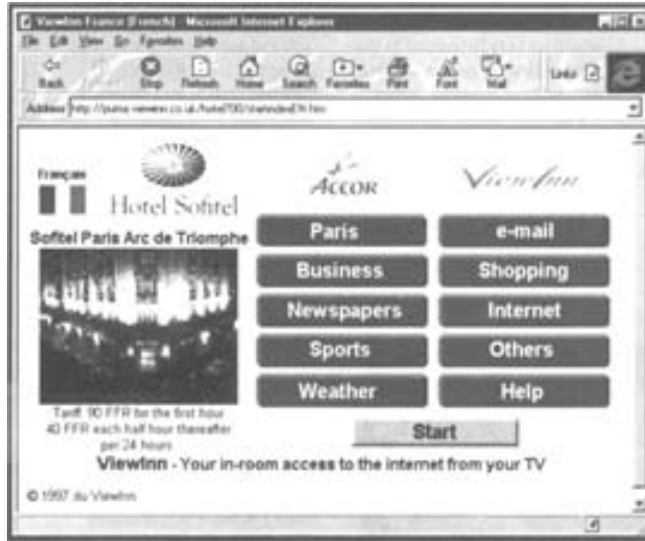 ViewInn France (French) - Microsoft Internet Explorer
File Edit View Go Favorites Help
Back Stop Refresh Home Search Favorites Print Font Mail Links
Address
Français
Hotel Sofitel
ACCOR
ViewInn
Sofitel Paris Arc de Triomphe
Paris
e-mail
Business
Shopping
Newspapers
Internet
Sports
Others
Weather
Help
Tariff: 90 FFR for the first hour
40 FFR each half hour thereafter
per 24 hours
Start
ViewInn - Your in-room access to the internet from your TV
© 1997 du ViewInn